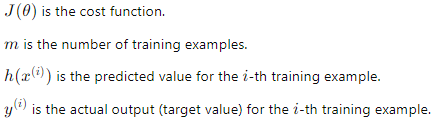 J(θ) is the cost function.
m is the number of training examples.
h(x⁽ⁱ⁾) is the predicted value for the i-th training example.
y⁽ⁱ⁾ is the actual output (target value) for the i-th training example.